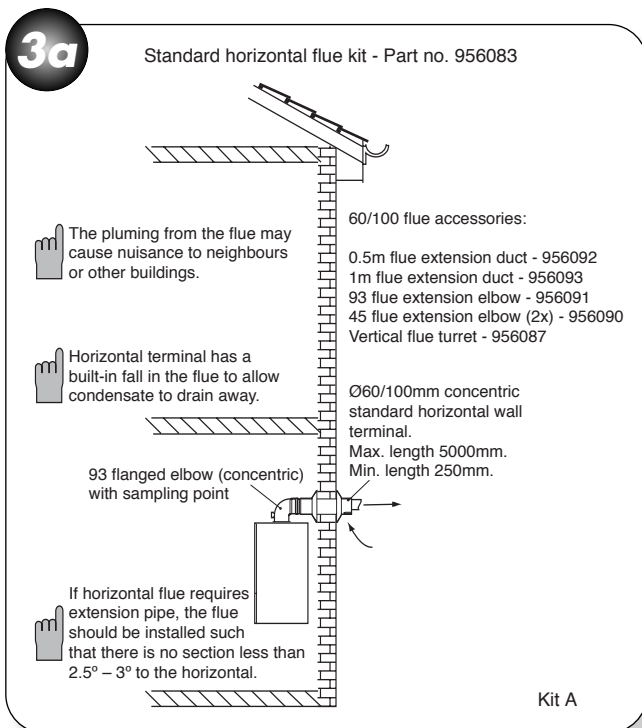 3a
Standard horizontal flue kit - Part no. 956083
The pluming from the flue may
cause nuisance to neighbours
or other buildings.
60/100 flue accessories:
0.5m flue extension duct - 956092
1m flue extension duct - 956093
93 flue extension elbow - 956091
45 flue extension elbow (2x) - 956090
Vertical flue turret - 956087
Horizontal terminal has a
built-in fall in the flue to allow
condensate to drain away.
Ø60/100mm concentric
standard horizontal wall
terminal.
Max. length 5000mm.
Min. length 250mm.
93 flanged elbow (concentric)
with sampling point
If horizontal flue requires
extension pipe, the flue
should be installed such
that there is no section less than
2.5º – 3º to the horizontal.
Kit A